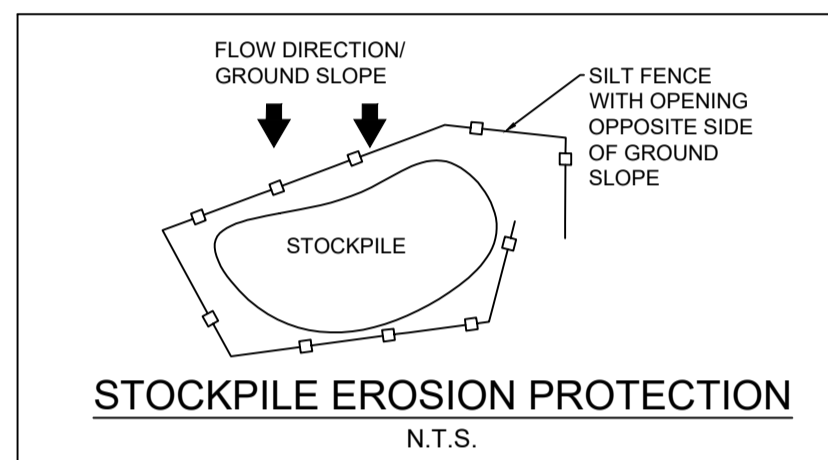 FLOW DIRECTION/
GROUND SLOPE
SILT FENCE
WITH OPENING
OPPOSITE SIDE
OF GROUND
SLOPE
STOCKPILE
STOCKPILE EROSION PROTECTION
N.T.S.